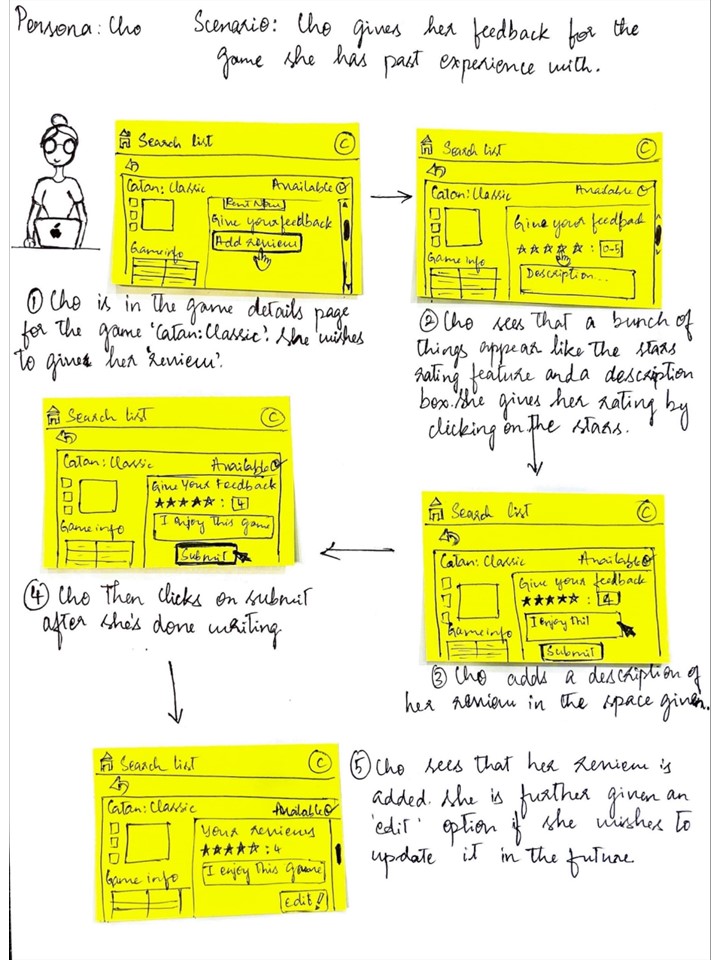 Persona: Cho
Scenario: Cho gives her feedback for the
game she has past experience with.
Search list C
Catan: Classic Available
Rent Now
Give your feedback
Add review
Game info
① Cho is in the game details page
for the game 'Catan: Classic'. She wishes
to give her 'review'.
Search list C
Catan: Classic Available
Give your feedback
: 0-5
Game info
Description...
② Cho sees that a bunch of
things appear like the stars
rating feature and a description
box. She gives her rating by
clicking on the stars.
Search list C
Catan: Classic Available
Give your feedback
: 4
I enjoy this
Game info
Submit
③ Cho adds a description of
her review in the space given.
Search list C
Catan: Classic Available
Give Your Feedback
: 4
Game info
I enjoy this game
Submit
④ Cho then clicks on submit
after she's done writing
Search list C
Catan: Classic Available
Your reviews
: 4
I enjoy this Game
Game info
Edit
⑤ Cho sees that her review is
added. She is further given an
'edit' option if she wishes to
update it in the future.